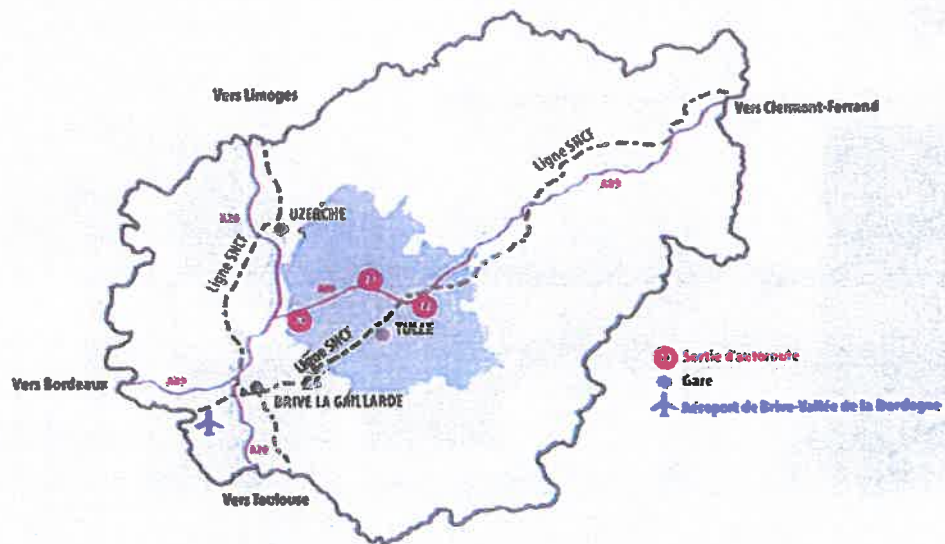 Vers Limoges
Vers Clermont-Ferrand
Ligne SNCF
A89
A20
UZERCHE
Ligne SNCF
A89
TULLE
Ligne SNCF
Sortie d'autoroute
Vers Bordeaux
A89
Gare
BRIVE LA GAILLARDE
Aéroport de Brive-Vallée de la Dordogne
A20
Vers Toulouse